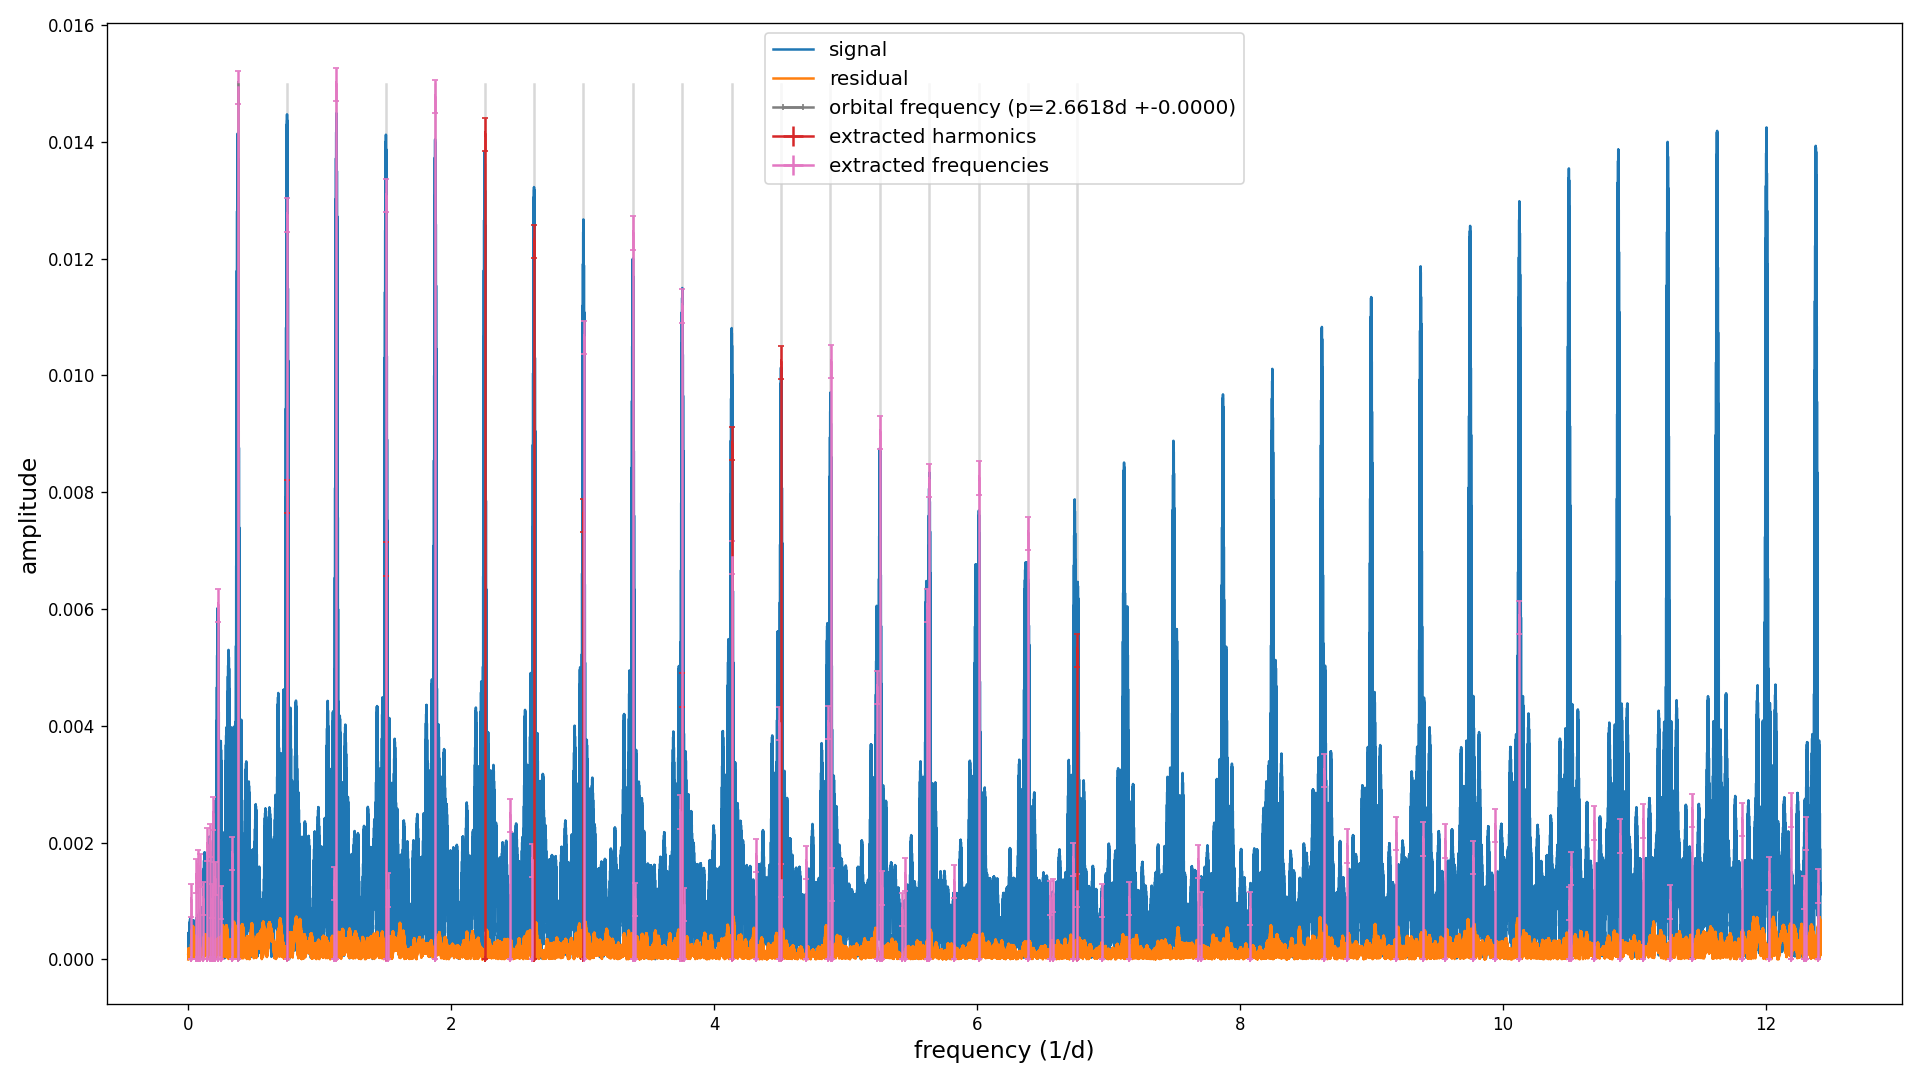 0.016
0.014
0.012
0.010
0.008
0.006
0.004
0.002
0.000
amplitude
signal
residual
orbital frequency (p=2.6618d +-0.0000)
extracted harmonics
extracted frequencies
0 2 4 6 8 10 12
frequency (1/d)